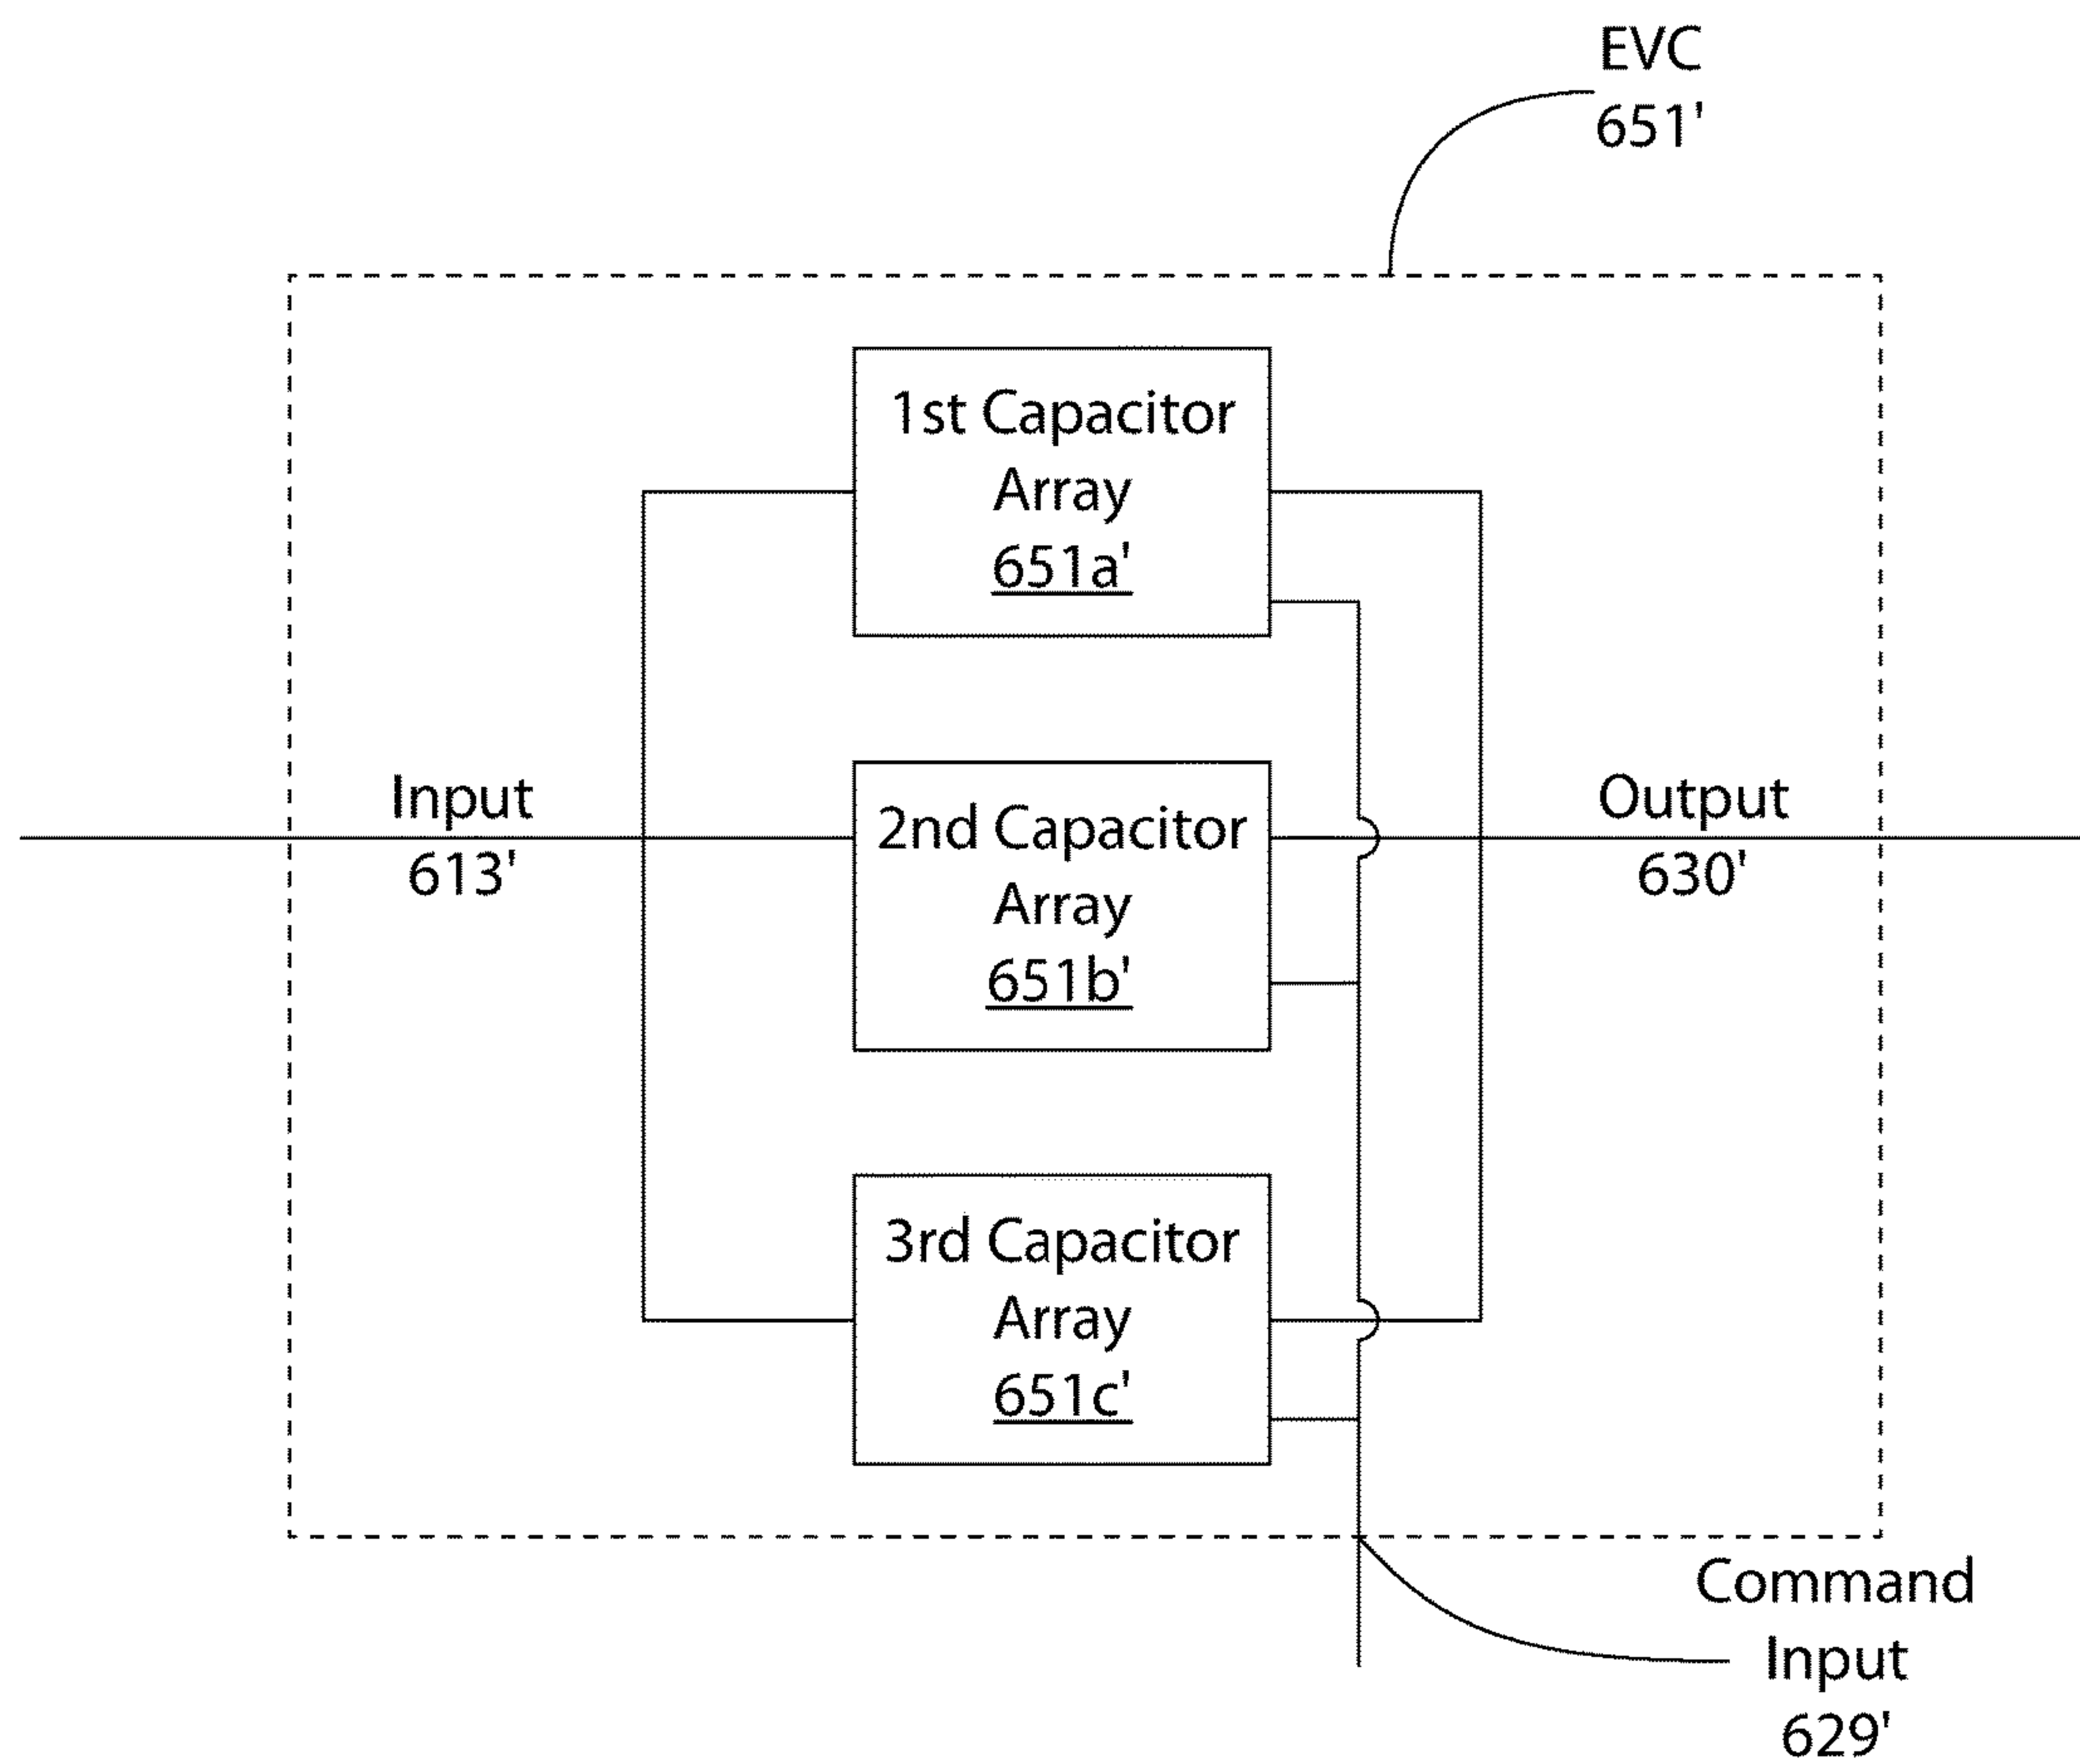 EVC
651'
1st Capacitor
Array
651a'
Input
613'
2nd Capacitor
Array
651b'
Output
630'
3rd Capacitor
Array
651c'
Command
Input
629'